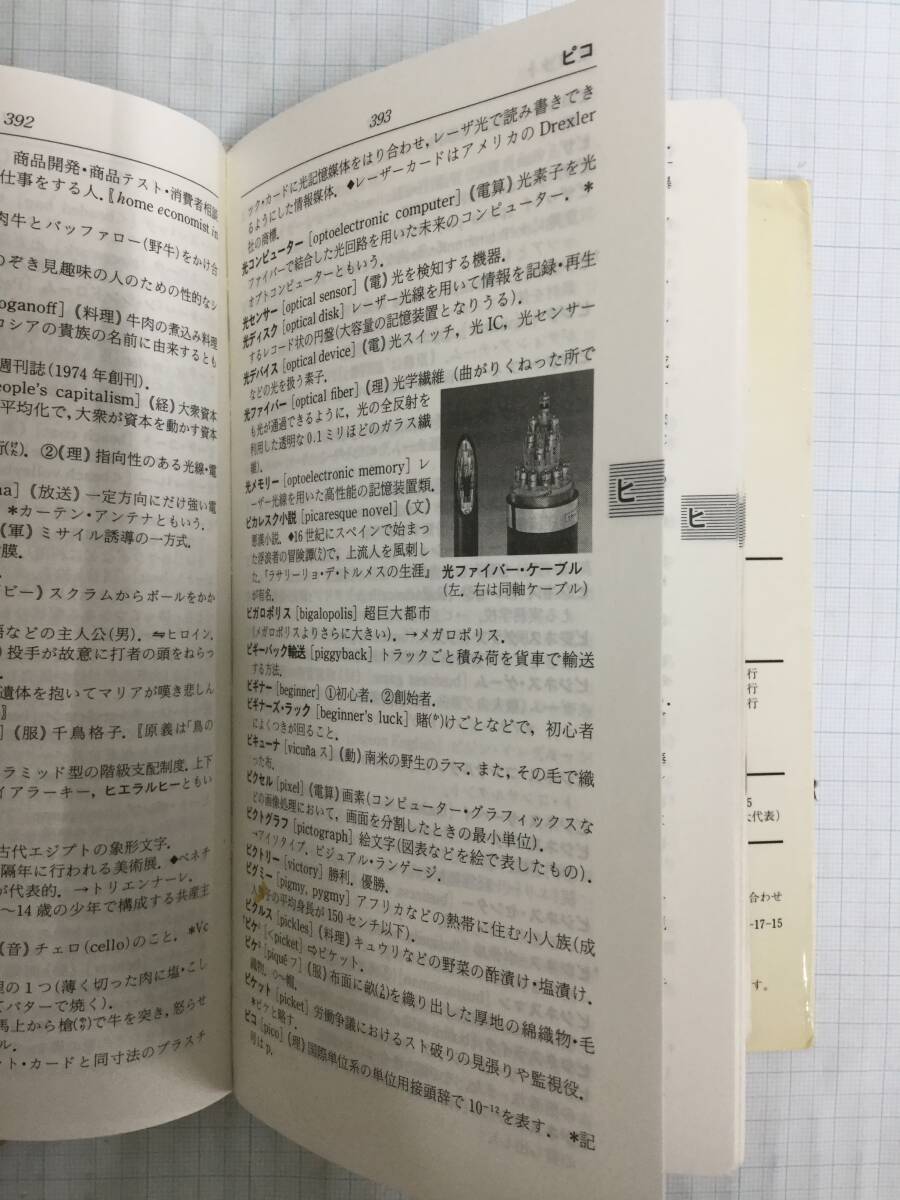 392
商品開発・商品テスト・消費者相談
仕事をする人.〖home economist in
肉牛とバッファロー(野牛)をかけ合
のぞき見趣味の人のための性的なシ
oganoff] (料理) 牛肉の煮込み料理
ロシアの貴族の名前に由来するとも
週刊誌(1974年創刊).
eople's capitalism] (経) 大衆資本
平均化で,大衆が資本を動かす資本
②(理) 指向性のある光線・電
na] (放送) 一定方向にだけ強い電
*カーテン・アンテナともいう.
(軍) ミサイル誘導の一方式.
膜.
ビー) スクラムからボールをかか
語などの主人公(男). ⇋ヒロイン.
) 投手が故意に打者の頭をねらっ
遺体を抱いてマリアが嘆き悲しん
〗
] (服) 千鳥格子.〖原義は「鳥の
ラミッド型の階級支配制度.上下
イアラーキー,ヒエラルヒーともい
古代エジプトの象形文字.
隔年に行われる美術展. ◆ベネチ
が代表的. →トリエンナーレ.
～14歳の少年で構成する共産主
(音) チェロ(cello)のこと. *Vc
理の1つ(薄く切った肉に塩・こし
てバターで焼く).
馬上から槍(やり)で牛を突き,怒らせ
ル.
ット・カードと同寸法のプラスチ
393
ピコ
ック・カードに光記憶媒体をはり合わせ,レーザ光で読み書きでき
るようにした情報媒体. ◆レーザーカードはアメリカのDrexler
社の商標.
光コンピューター [optoelectronic computer] (電算) 光素子を光
ファイバーで結合した光回路を用いた未来のコンピューター. *
オプトコンピューターともいう.
光センサー [optical sensor] (電) 光を検知する機器.
光ディスク [optical disk] レーザー光線を用いて情報を記録・再生
するレコード状の円盤(大容量の記憶装置となりうる).
光デバイス [optical device] (電) 光スイッチ,光IC,光センサー
などの光を扱う素子.
光ファイバー [optical fiber] (理) 光学繊維 (曲がりくねった所で
も光が通過できるように,光の全反射を
利用した透明な0.1ミリほどのガラス繊
維).
光メモリー [optoelectronic memory] レ
ーザー光線を用いた高性能の記憶装置類.
ピカレスク小説 [picaresque novel] (文)
悪漢小説. ◆16世紀にスペインで始まっ
た浮浪者の冒険譚(たん)で,上流人を風刺し
た.『ラサリーリョ・デ・トルメスの生涯』
が有名.
光ファイバー・ケーブル
(左.右は同軸ケーブル)
ビガロポリス [bigalopolis] 超巨大都市
(メガロポリスよりさらに大きい). →メガロポリス.
ピギーバック輸送 [piggyback] トラックごと積み荷を貨車で輸送
する方法.
ビギナー [beginner] ①初心者. ②創始者.
ビギナーズ・ラック [beginner's luck] 賭(か)けごとなどで,初心者
によくつきが回ること.
ビキューナ [vicuña ス] (動) 南米の野生のラマ.また,その毛で織
った布.
ピクセル [pixel] (電算) 画素(コンピューター・グラフィックスな
どの画像処理において,画面を分割したときの最小単位).
ピクトグラフ [pictograph] 絵文字(図表などを絵で表したもの).
→アイソタイプ,ビジュアル・ランゲージ.
ビクトリー [victory] 勝利.優勝.
ピグミー [pigmy, pygmy] アフリカなどの熱帯に住む小人族(成
人 の平均身長が150センチ以下).
ピクルス [pickles] (料理) キュウリなどの野菜の酢漬け・塩漬け.
ピケ¹ [<picket] ⇨ピケット.
ピケ² [piqué フ] (服) 布面に畝(うね)を織り出した厚地の綿織物・毛
織物. ◇〜帽.
ピケット [picket] 労働争議におけるスト破りの見張りや監視役.
*ピケと略す.
ピコ [pico] (理) 国際単位系の単位用接頭辞で10⁻¹²を表す. *記
号はp.
ヒ
ヒ
行
行
行
5
大代表)
合わせ
-17-15
す。